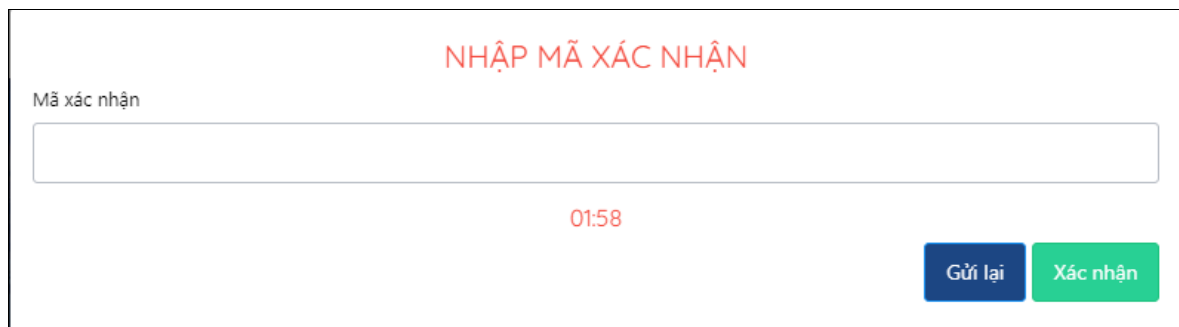 NHẬP MÃ XÁC NHẬN
Mã xác nhận
01:58
Gửi lại Xác nhận